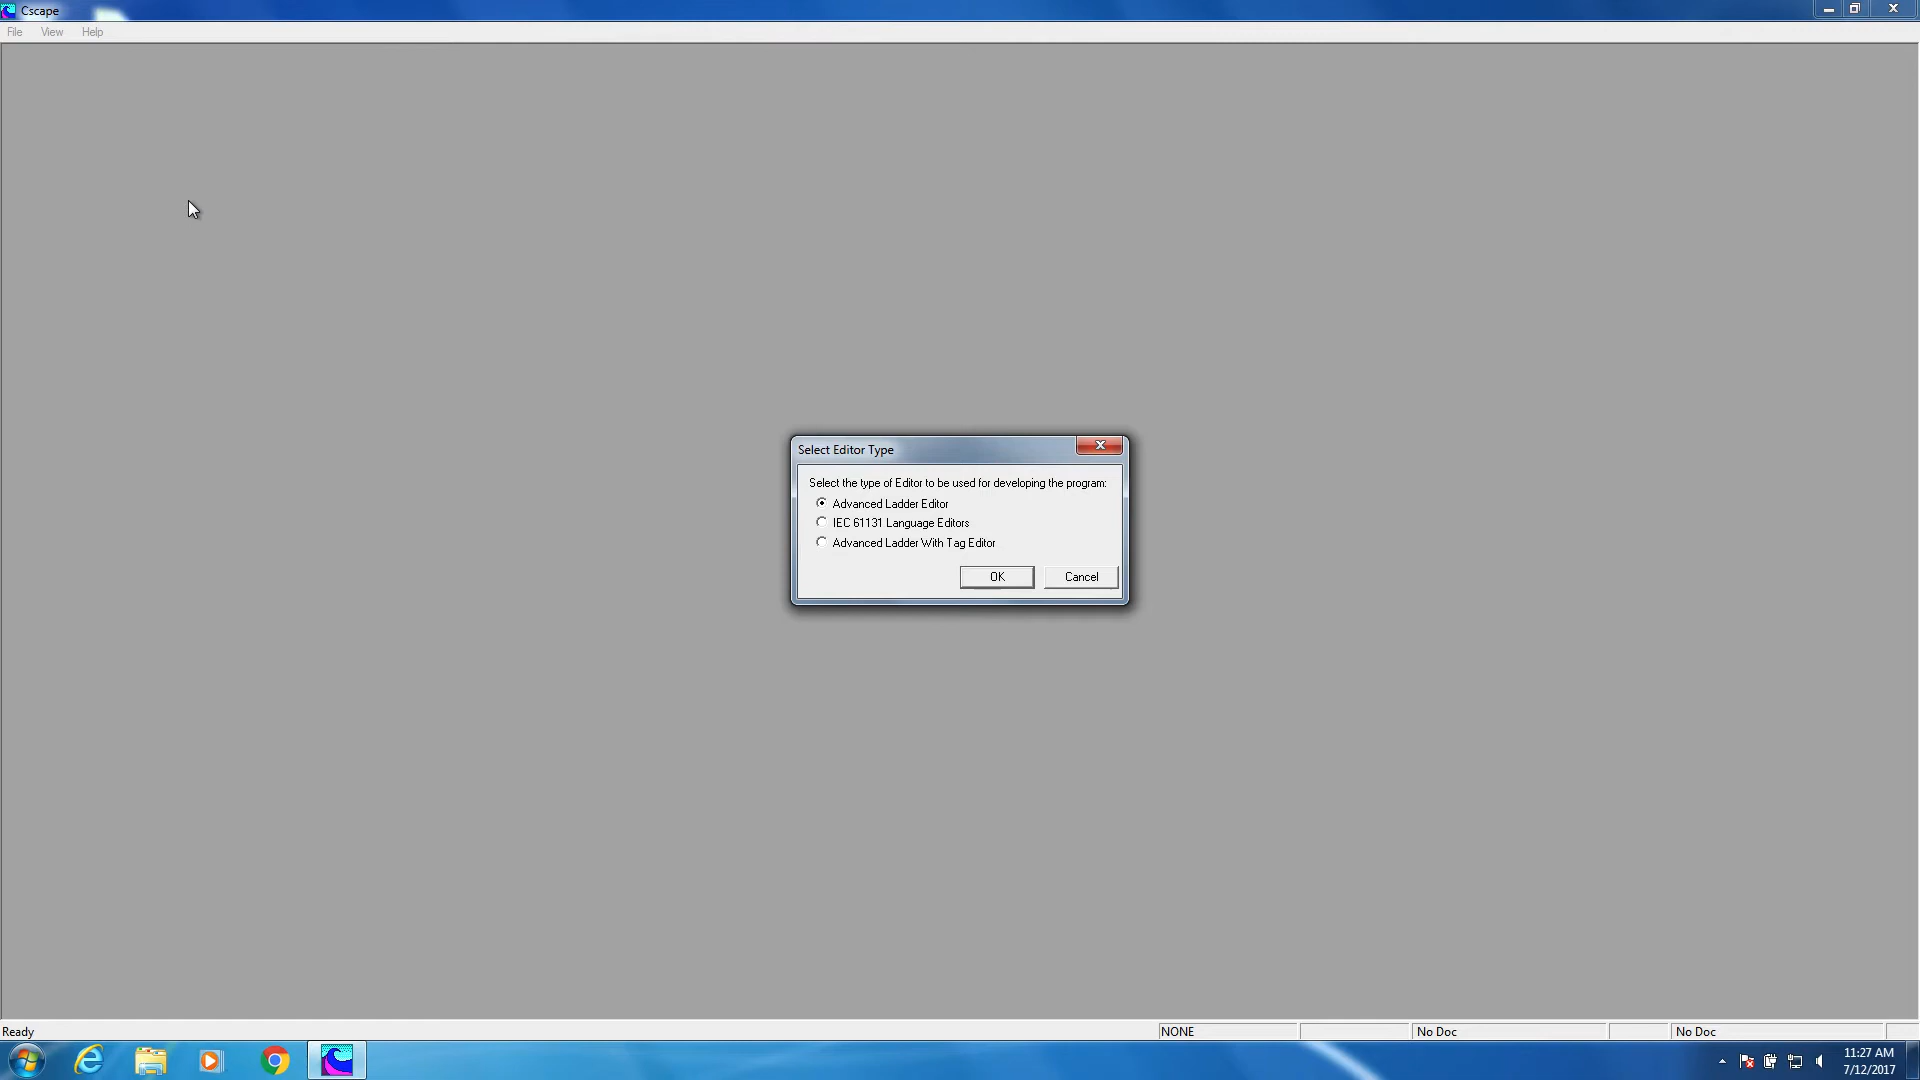 Cscape
File View Help
Select Editor Type
Select the type of Editor to be used for developing the program:
Advanced Ladder Editor
IEC 61131 Language Editors
Advanced Ladder With Tag Editor
OK Cancel
Ready NONE No Doc No Doc
11:27 AM
7/12/2017